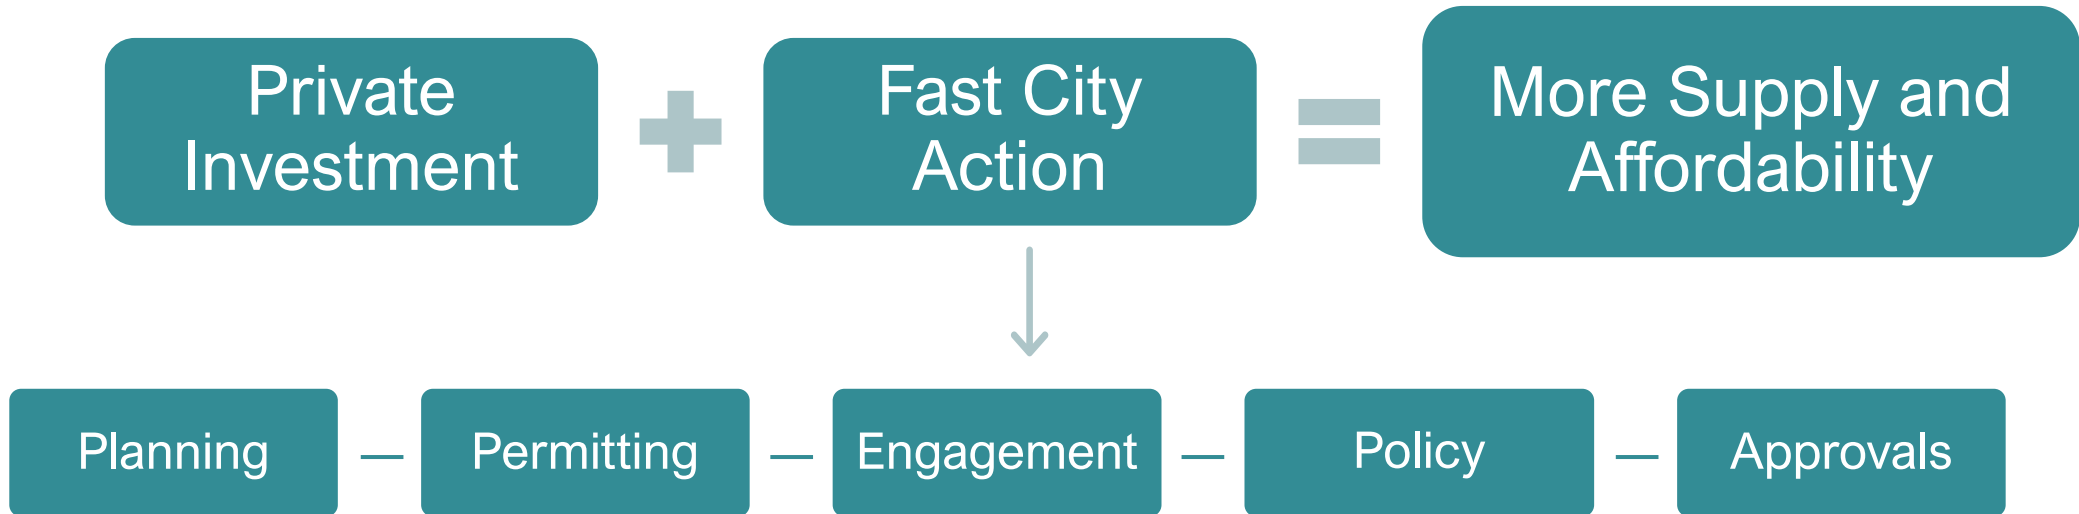 Private
Investment
Fast City
Action
More Supply and
Affordability
Planning
Permitting
Engagement
Policy
Approvals